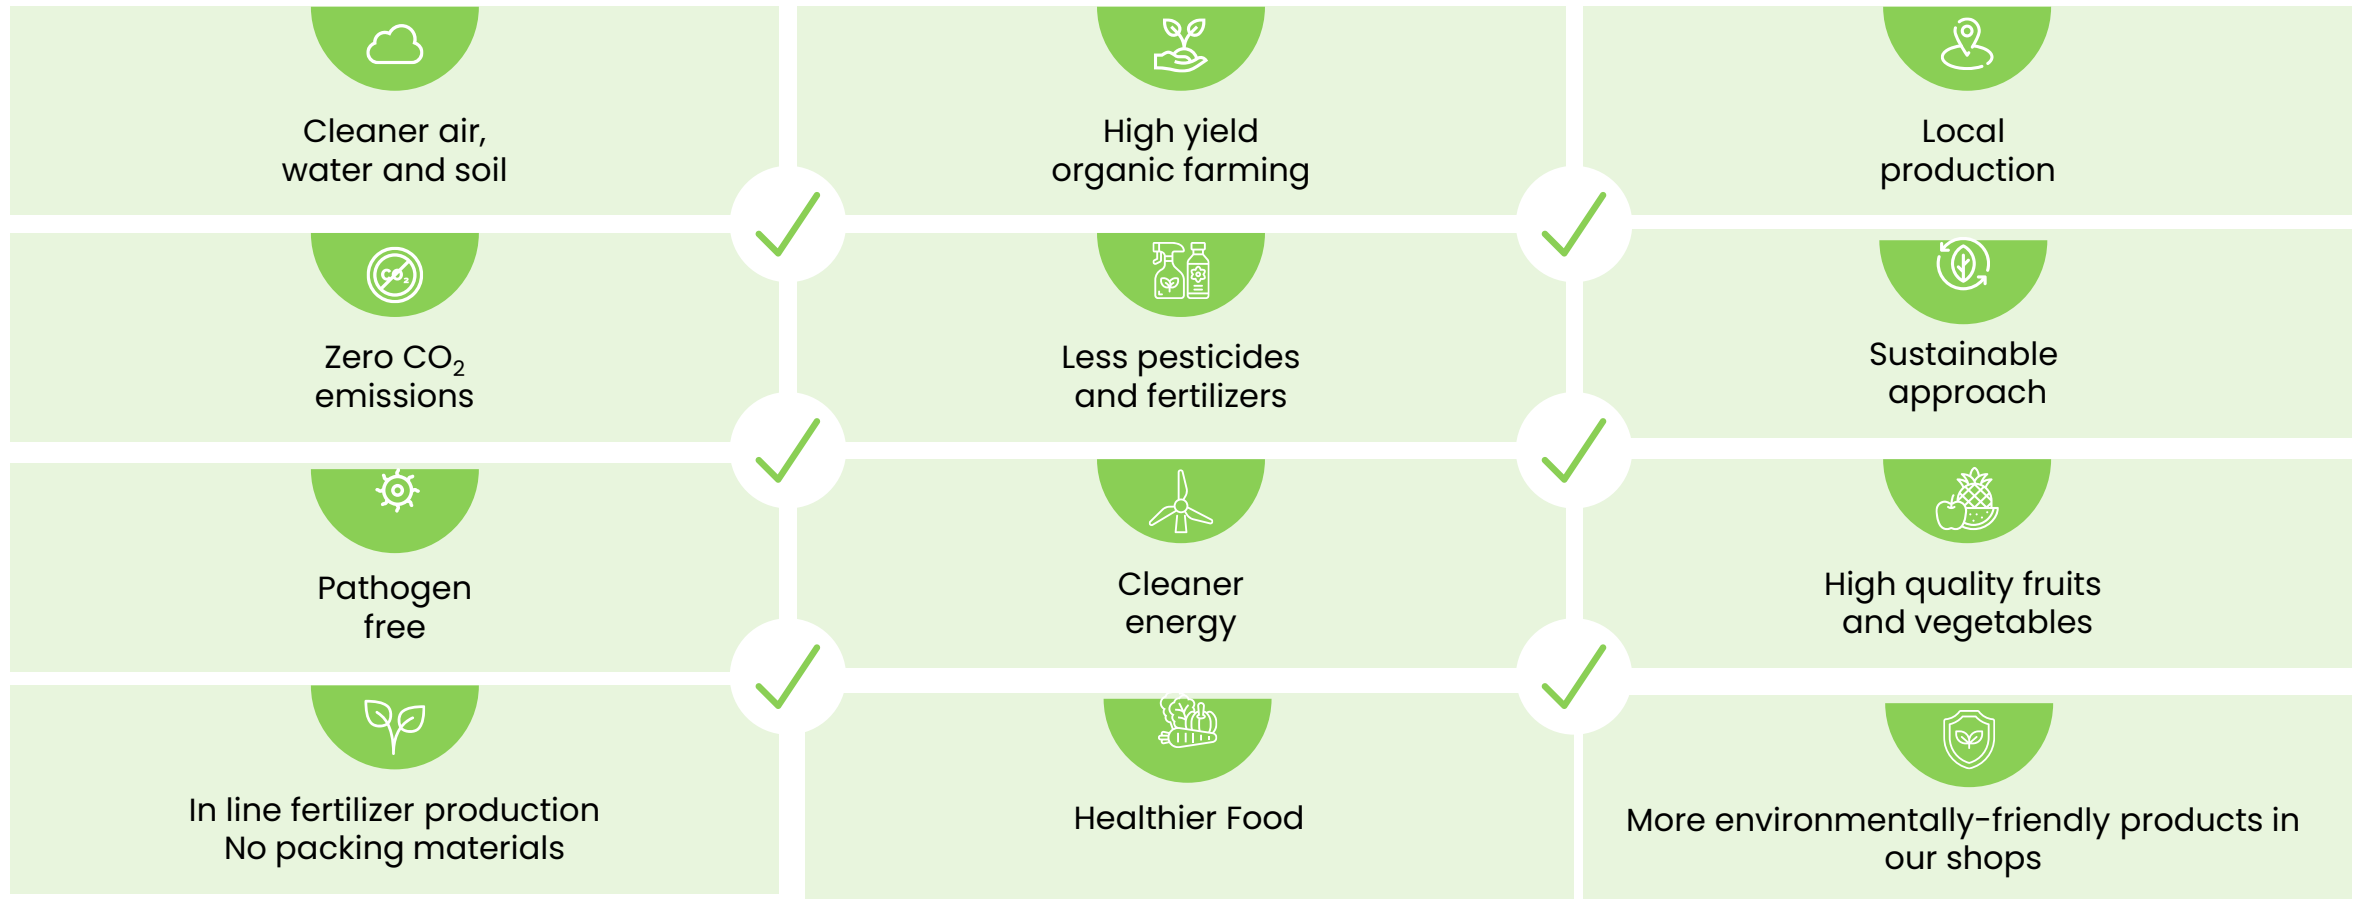 Cleaner air,
water and soil
High yield
organic farming
Local
production
Zero CO₂
emissions
CO₂
Less pesticides
and fertilizers
Sustainable
approach
Pathogen
free
Cleaner
energy
High quality fruits
and vegetables
In line fertilizer production
No packing materials
Healthier Food
More environmentally-friendly products in
our shops